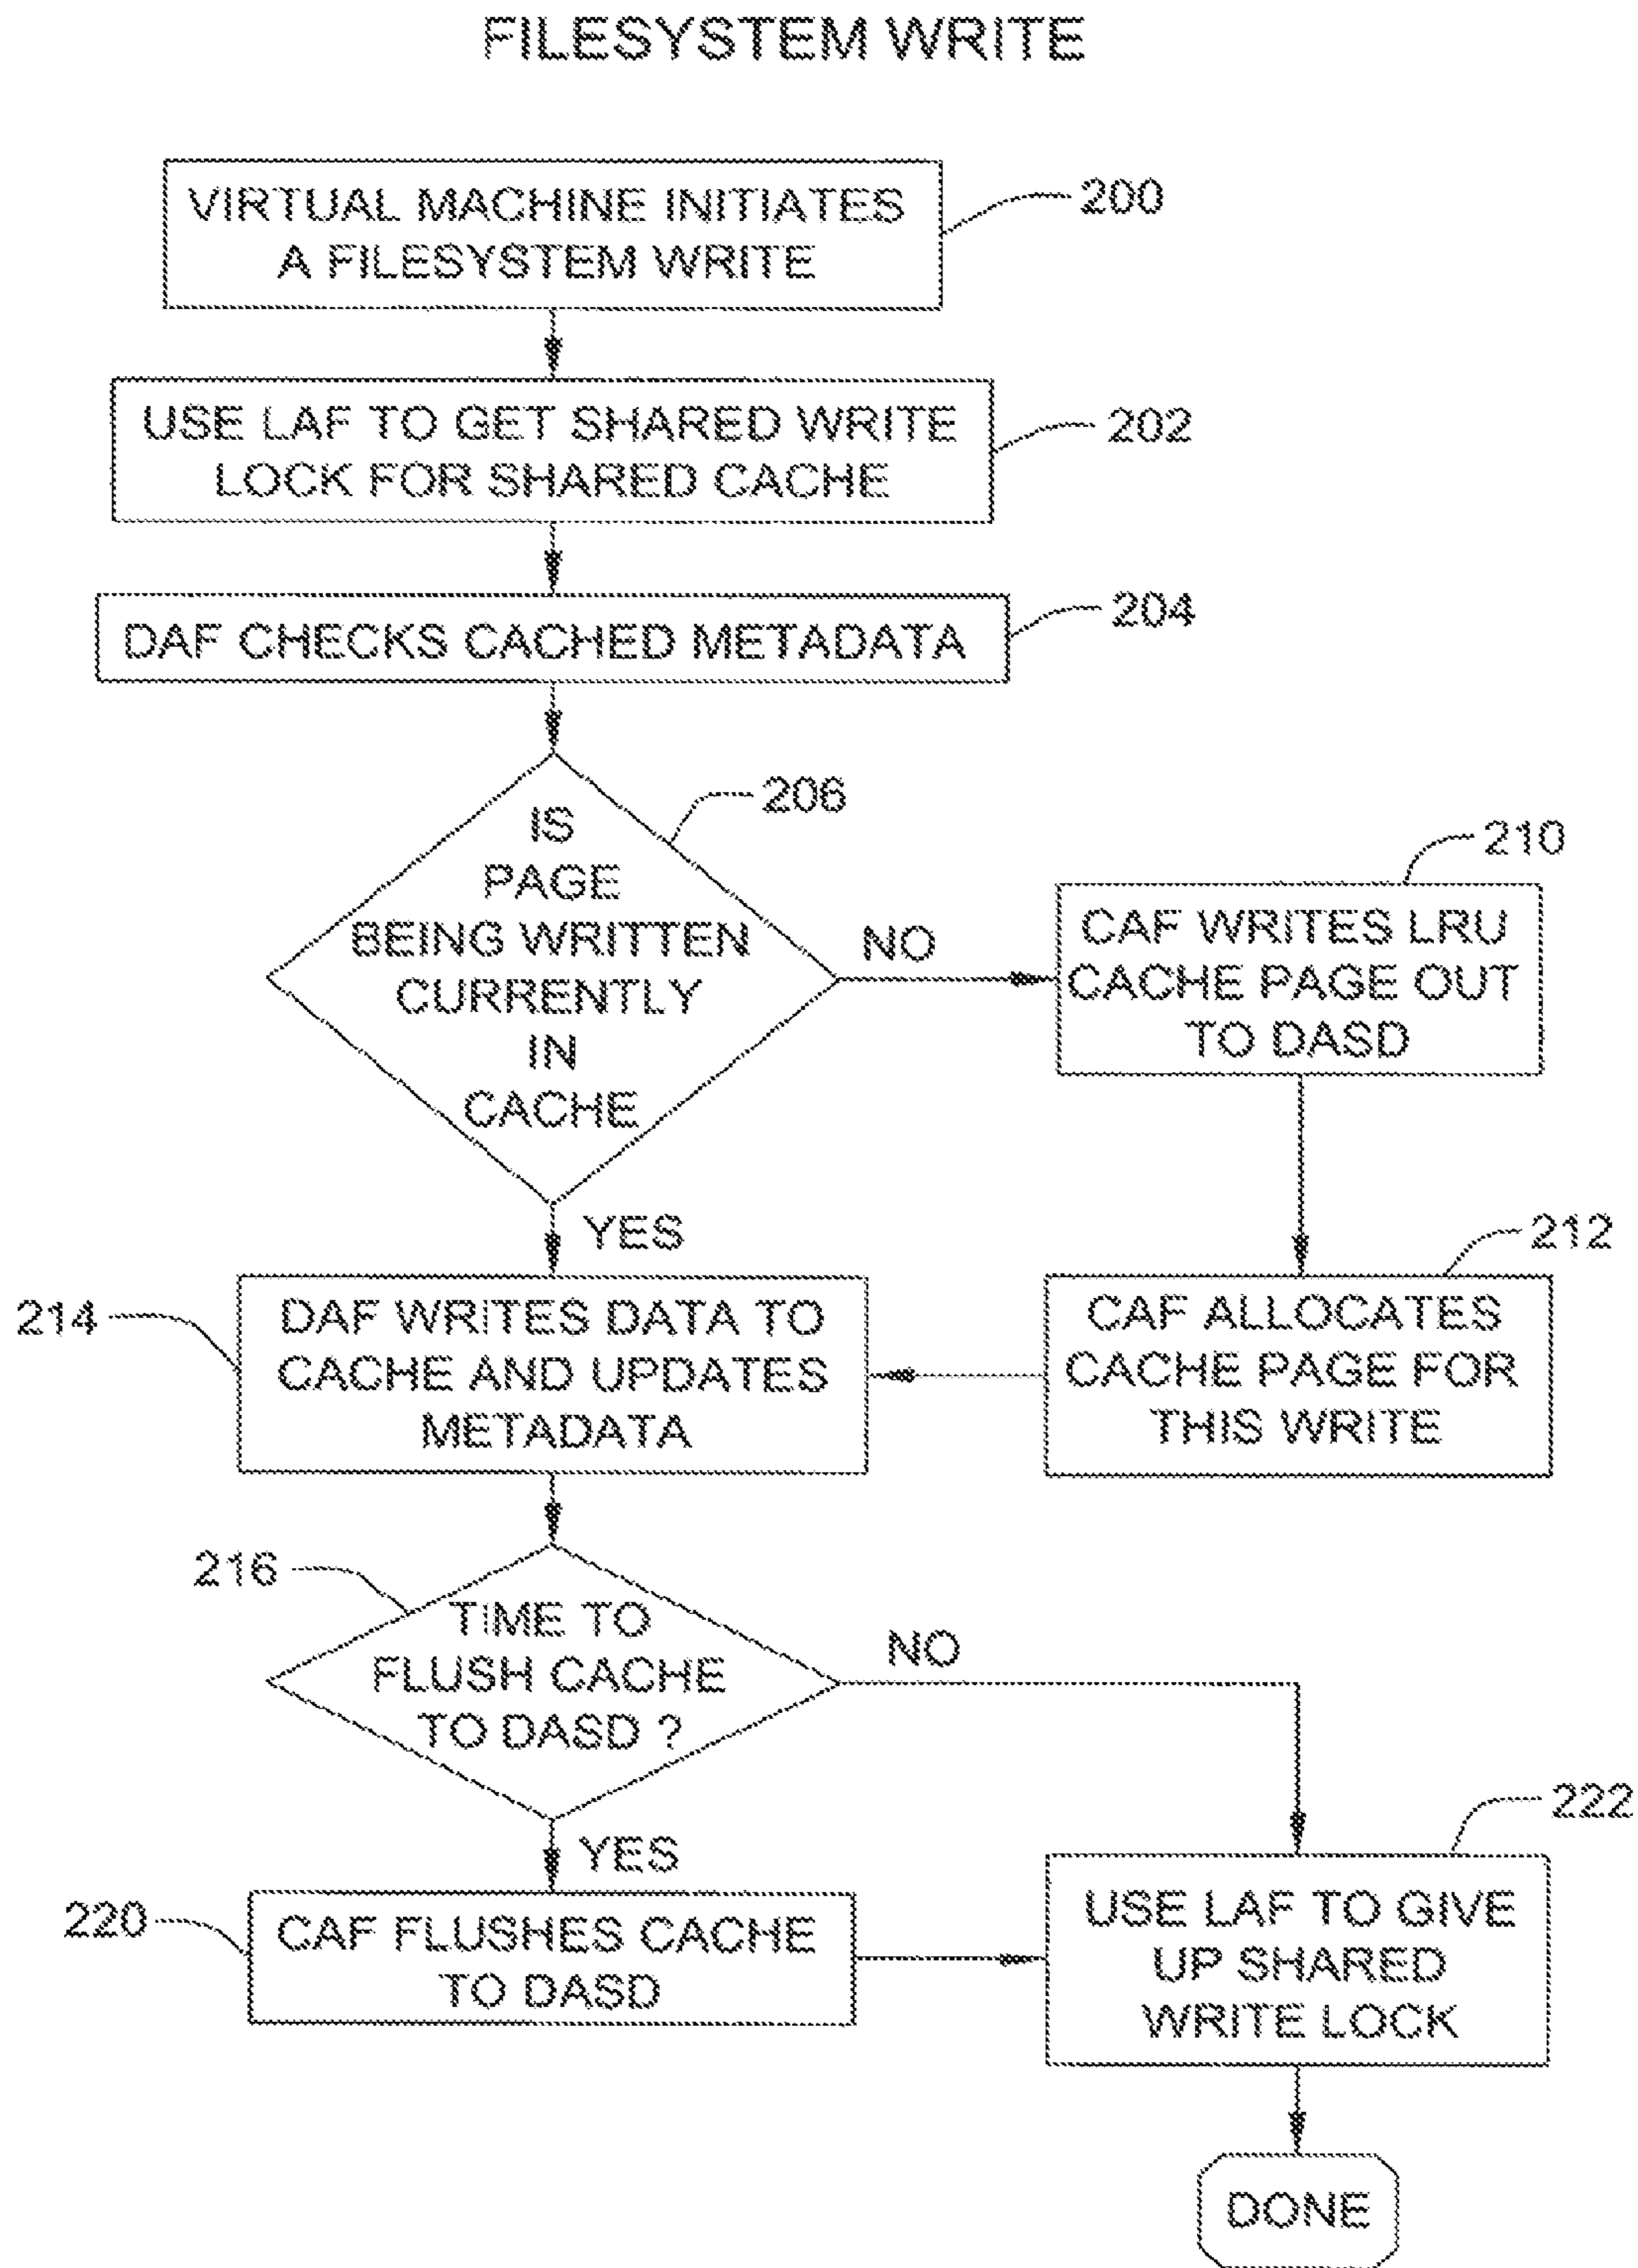 FILESYSTEM WRITE
VIRTUAL MACHINE INITIATES
A FILESYSTEM WRITE
200
USE LAF TO GET SHARED WRITE
LOCK FOR SHARED CACHE
202
DAF CHECKS CACHED METADATA
204
IS
PAGE
BEING WRITTEN
CURRENTLY
IN
CACHE
206
NO
YES
210
CAF WRITES LRU
CACHE PAGE OUT
TO DASD
212
CAF ALLOCATES
CACHE PAGE FOR
THIS WRITE
214
DAF WRITES DATA TO
CACHE AND UPDATES
METADATA
216
TIME TO
FLUSH CACHE
TO DASD ?
NO
YES
220
CAF FLUSHES CACHE
TO DASD
222
USE LAF TO GIVE
UP SHARED
WRITE LOCK
DONE